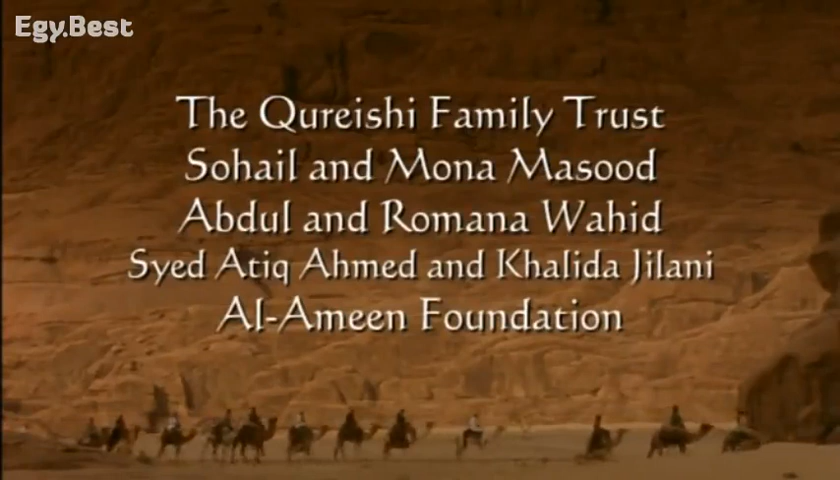 Egy.Best
The Qureishi Family Trust
Sohail and Mona Masood
Abdul and Romana Wahid
Syed Atiq Ahmed and Khalida Jilani
Al-Ameen Foundation